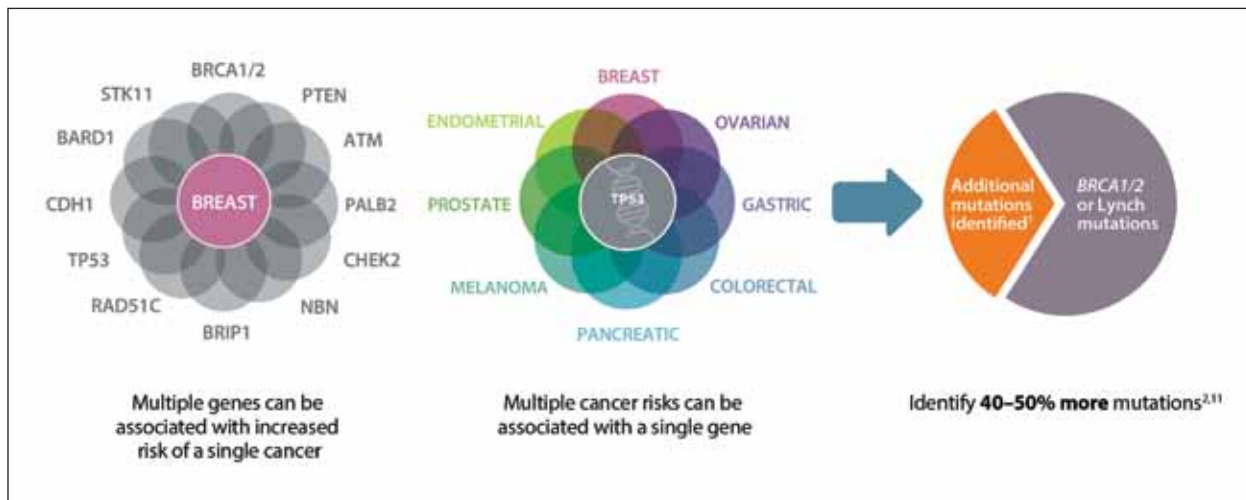 BRCA1/2
PTEN
ATM
PALB2
CHEK2
NBN
BRIP1
RAD51C
TP53
CDH1
BARD1
STK11
BREAST
Multiple genes can be
associated with increased
risk of a single cancer
BREAST
OVARIAN
GASTRIC
COLORECTAL
PANCREATIC
MELANOMA
PROSTATE
ENDOMETRIAL
TP53
Multiple cancer risks can be
associated with a single gene
Additional
mutations
identified†
BRCA1/2
or Lynch
mutations
Identify 40–50% more mutations²,¹¹